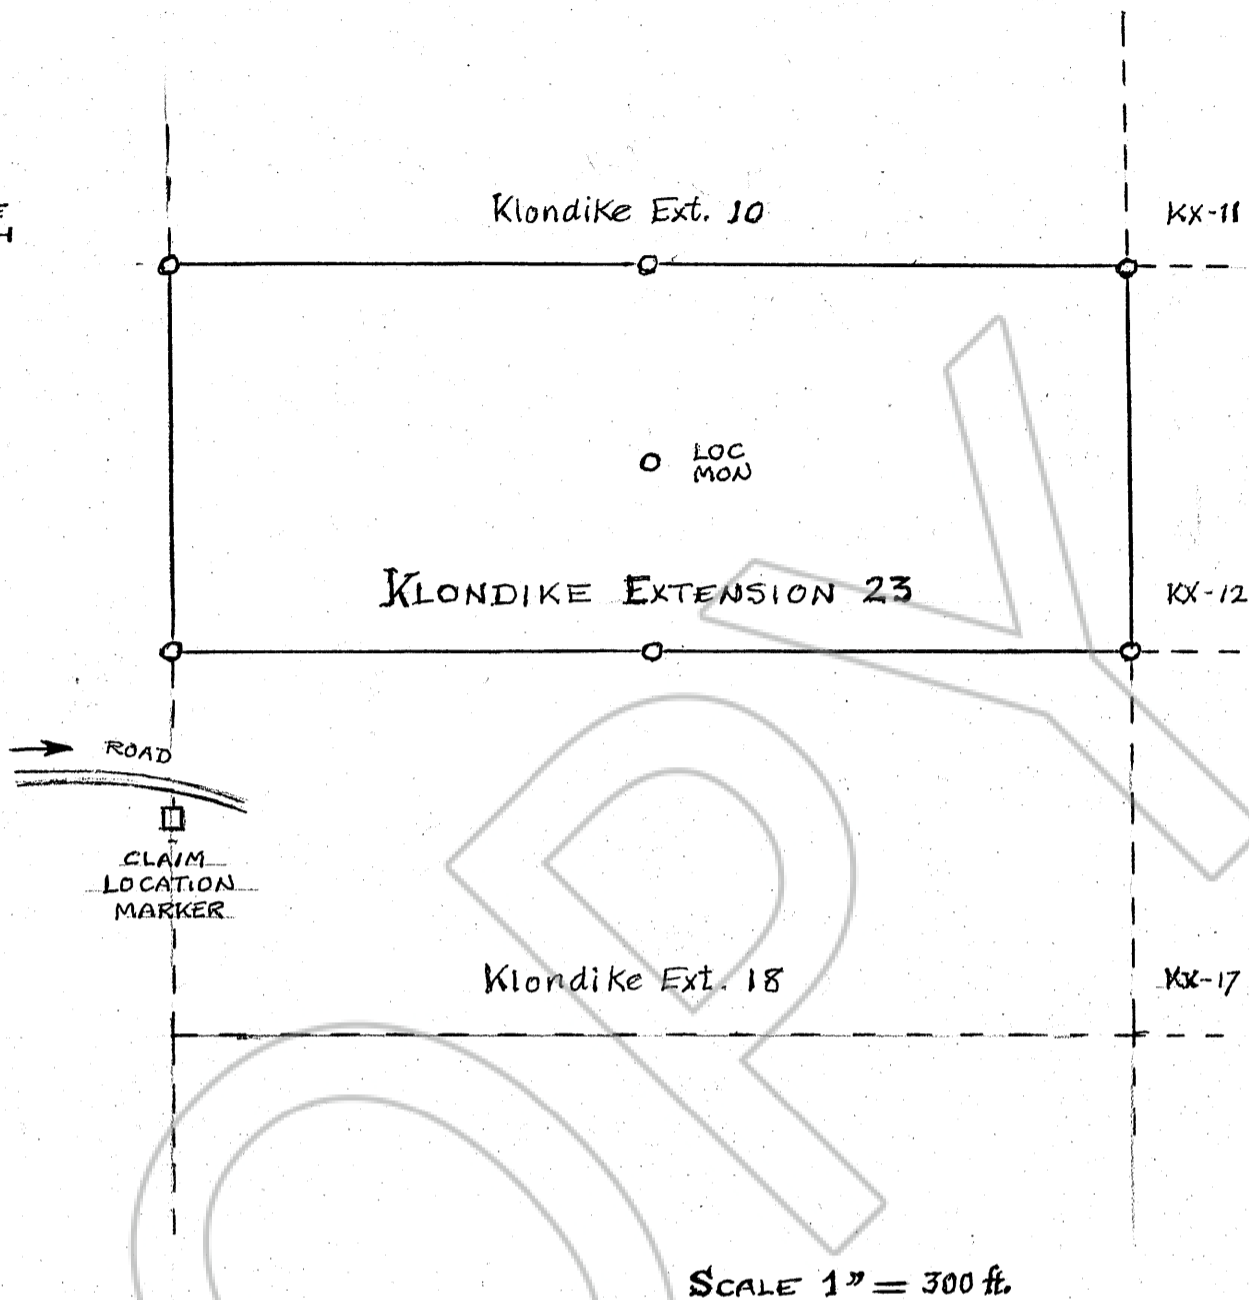 Klondike Ext. 10
KX-11
LOC
MON
KLONDIKE EXTENSION 23
KX-12
ROAD
CLAIM
LOCATION
MARKER
Klondike Ext. 18
KX-17
SCALE 1" = 300 ft.